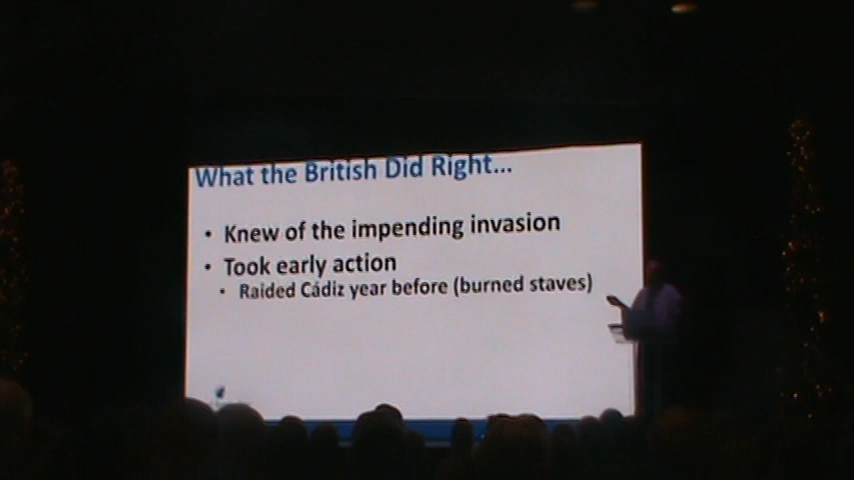 What the British Did Right...
• Knew of the impending invasion
• Took early action
• Raided Cádiz year before (burned staves)